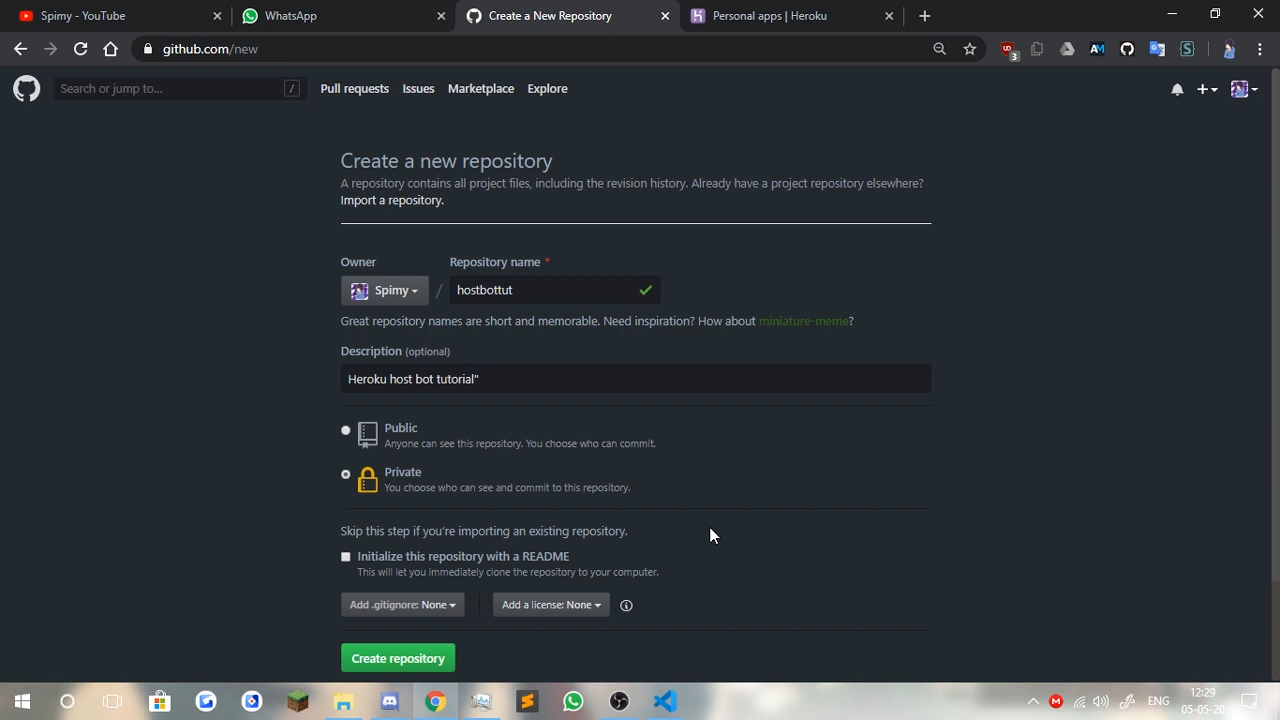 Spimy - YouTube
WhatsApp
Create a New Repository
Personal apps | Heroku
github.com/new
3
AM
S
Search or jump to...
/
Pull requests
Issues
Marketplace
Explore
Create a new repository
A repository contains all project files, including the revision history. Already have a project repository elsewhere?
Import a repository.
Owner
Repository name *
Spimy
/
hostbottut
Great repository names are short and memorable. Need inspiration? How about miniature-meme?
Description (optional)
Heroku host bot tutorial"
Public
Anyone can see this repository. You choose who can commit.
Private
You choose who can see and commit to this repository.
Skip this step if you're importing an existing repository.
Initialize this repository with a README
This will let you immediately clone the repository to your computer.
Add .gitignore: None
Add a license: None
Create repository
ENG
12:29
05-05-20